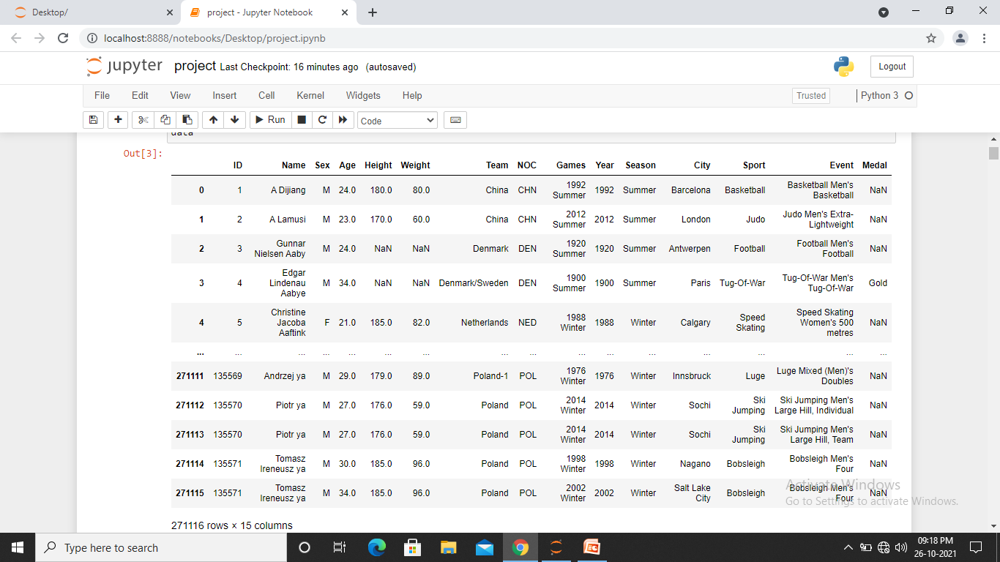 Desktop/
project - Jupyter Notebook
localhost:8888/notebooks/Desktop/project.ipynb
jupyter project Last Checkpoint: 16 minutes ago (autosaved)
Logout
File Edit View Insert Cell Kernel Widgets Help
Trusted
Python 3
Run
Code
data
Out[3]:
ID Name Sex Age Height Weight Team NOC Games Year Season City Sport Event Medal
0 1 A Dijiang M 24.0 180.0 80.0 China CHN 1992 Summer 1992 Summer Barcelona Basketball Basketball Men's Basketball NaN
1 2 A Lamusi M 23.0 170.0 60.0 China CHN 2012 Summer 2012 Summer London Judo Judo Men's Extra-Lightweight NaN
2 3 Gunnar Nielsen Aaby M 24.0 NaN NaN Denmark DEN 1920 Summer 1920 Summer Antwerpen Football Football Men's Football NaN
3 4 Edgar Lindenau Aabye M 34.0 NaN NaN Denmark/Sweden DEN 1900 Summer 1900 Summer Paris Tug-Of-War Tug-Of-War Men's Tug-Of-War Gold
4 5 Christine Jacoba Aaftink F 21.0 185.0 82.0 Netherlands NED 1988 Winter 1988 Winter Calgary Speed Skating Speed Skating Women's 500 metres NaN
... ... ... ... ... ... ... ... ... ... ... ... ... ... ... ...
271111 135569 Andrzej ya M 29.0 179.0 89.0 Poland-1 POL 1976 Winter 1976 Winter Innsbruck Luge Luge Mixed (Men)'s Doubles NaN
271112 135570 Piotr ya M 27.0 176.0 59.0 Poland POL 2014 Winter 2014 Winter Sochi Ski Jumping Ski Jumping Men's Large Hill, Individual NaN
271113 135570 Piotr ya M 27.0 176.0 59.0 Poland POL 2014 Winter 2014 Winter Sochi Ski Jumping Ski Jumping Men's Large Hill, Team NaN
271114 135571 Tomasz Ireneusz ya M 30.0 185.0 96.0 Poland POL 1998 Winter 1998 Winter Nagano Bobsleigh Bobsleigh Men's Four NaN
271115 135571 Tomasz Ireneusz ya M 34.0 185.0 96.0 Poland POL 2002 Winter 2002 Winter Salt Lake City Bobsleigh Bobsleigh Men's Four NaN
Activate Windows
Go to Settings to activate Windows.
271116 rows × 15 columns
Type here to search
09:18 PM
26-10-2021